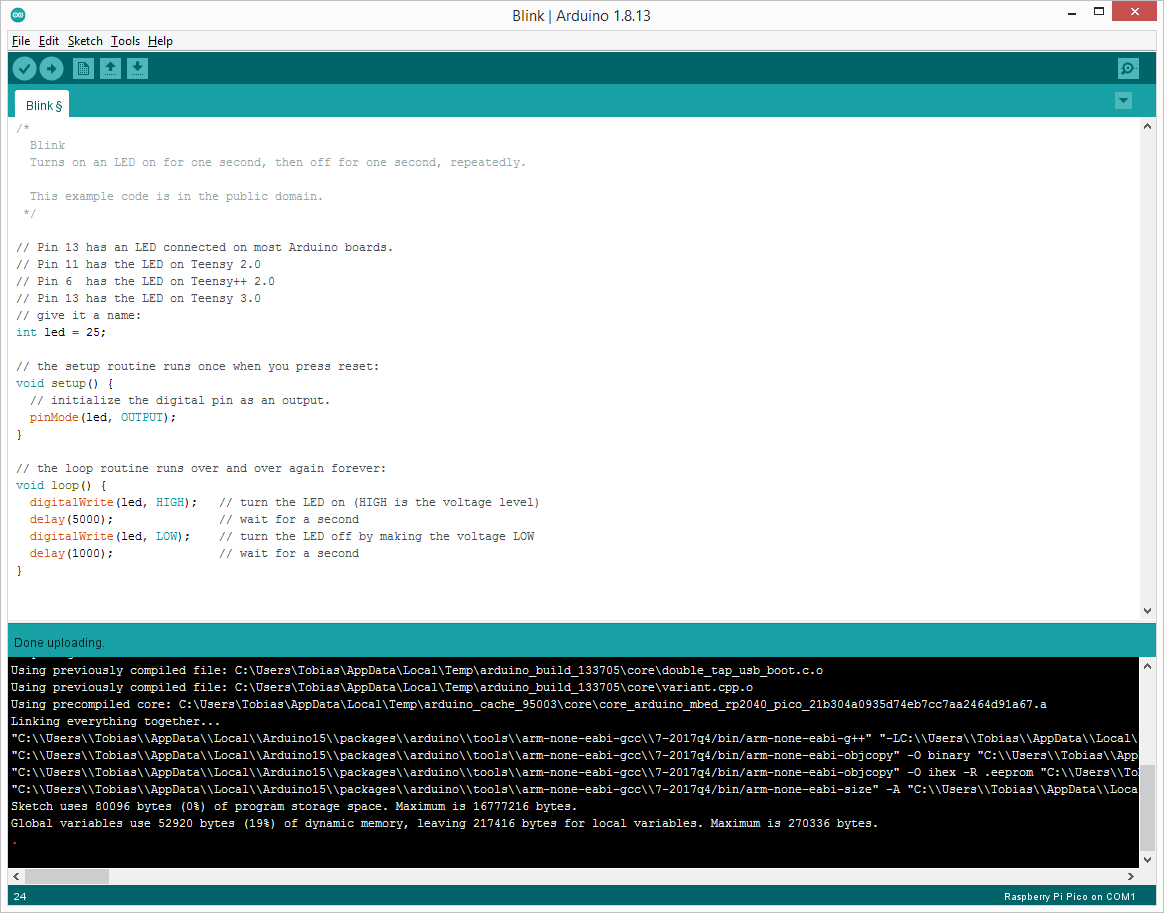 Blink | Arduino 1.8.13
File Edit Sketch Tools Help
Blink §
/*
  Blink
  Turns on an LED on for one second, then off for one second, repeatedly.
  This example code is in the public domain.
 */
// Pin 13 has an LED connected on most Arduino boards.
// Pin 11 has the LED on Teensy 2.0
// Pin 6  has the LED on Teensy++ 2.0
// Pin 13 has the LED on Teensy 3.0
// give it a name:
int led = 25;
// the setup routine runs once when you press reset:
void setup() {
  // initialize the digital pin as an output.
  pinMode(led, OUTPUT);
}
// the loop routine runs over and over again forever:
void loop() {
  digitalWrite(led, HIGH);   // turn the LED on (HIGH is the voltage level)
  delay(5000);               // wait for a second
  digitalWrite(led, LOW);    // turn the LED off by making the voltage LOW
  delay(1000);               // wait for a second
}
Done uploading.
Using previously compiled file: C:\Users\Tobias\AppData\Local\Temp\arduino_build_133705\core\double_tap_usb_boot.c.o
Using previously compiled file: C:\Users\Tobias\AppData\Local\Temp\arduino_build_133705\core\variant.cpp.o
Using precompiled core: C:\Users\Tobias\AppData\Local\Temp\arduino_cache_95003\core\core_arduino_mbed_rp2040_pico_21b304a0935d74eb7cc7aa2464d91a67.a
Linking everything together...
"C:\\Users\\Tobias\\AppData\\Local\\Arduino15\\packages\\arduino\\tools\\arm-none-eabi-gcc\\7-2017q4/bin/arm-none-eabi-g++" "-LC:\\Users\\Tobias\\AppData\\Local\
"C:\\Users\\Tobias\\AppData\\Local\\Arduino15\\packages\\arduino\\tools\\arm-none-eabi-gcc\\7-2017q4/bin/arm-none-eabi-objcopy" -O binary "C:\\Users\\Tobias\\App
"C:\\Users\\Tobias\\AppData\\Local\\Arduino15\\packages\\arduino\\tools\\arm-none-eabi-gcc\\7-2017q4/bin/arm-none-eabi-objcopy" -O ihex -R .eeprom "C:\\Users\\To
"C:\\Users\\Tobias\\AppData\\Local\\Arduino15\\packages\\arduino\\tools\\arm-none-eabi-gcc\\7-2017q4/bin/arm-none-eabi-size" -A "C:\\Users\\Tobias\\AppData\\Loca
Sketch uses 80096 bytes (0%) of program storage space. Maximum is 16777216 bytes.
Global variables use 52920 bytes (19%) of dynamic memory, leaving 217416 bytes for local variables. Maximum is 270336 bytes.
.
24
Raspberry Pi Pico on COM1